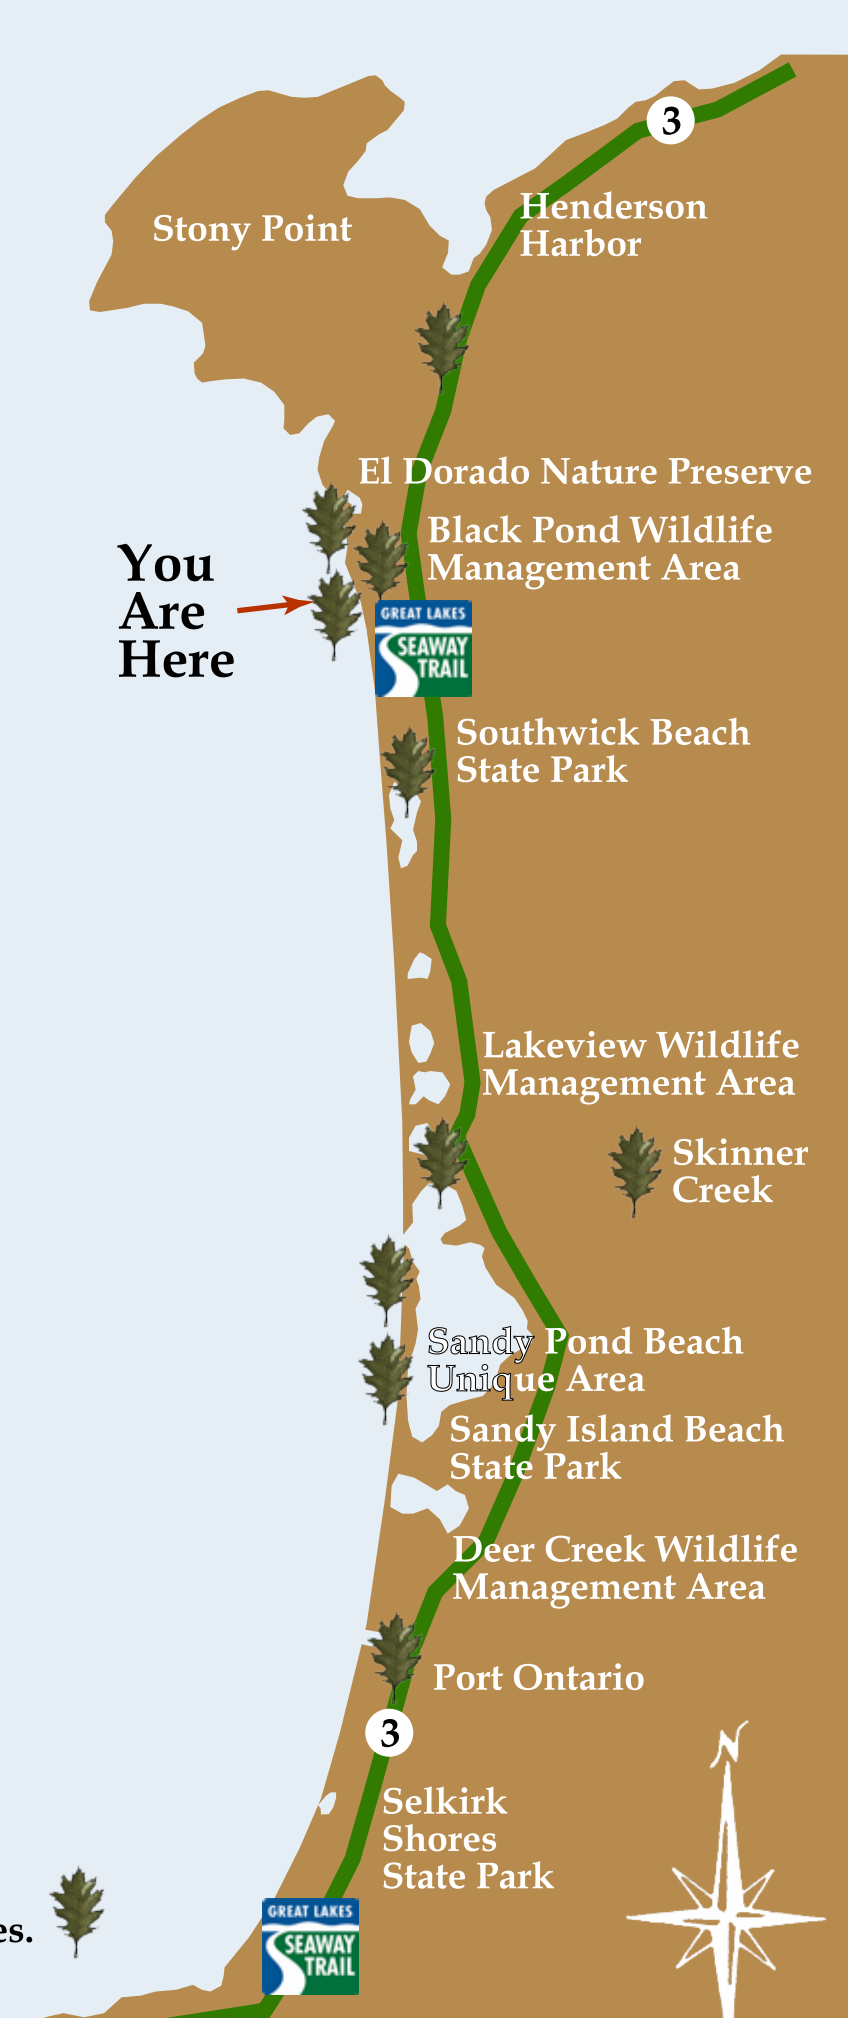 3
Henderson
Harbor
Stony Point
El Dorado Nature Preserve
Black Pond Wildlife
Management Area
You
Are
Here
GREAT LAKES
SEAWAY
TRAIL
Southwick Beach
State Park
Lakeview Wildlife
Management Area
Skinner
Creek
Sandy Pond Beach
Unique Area
Sandy Island Beach
State Park
Deer Creek Wildlife
Management Area
Port Ontario
3
N
Selkirk
Shores
State Park
GREAT LAKES
SEAWAY
TRAIL
es.